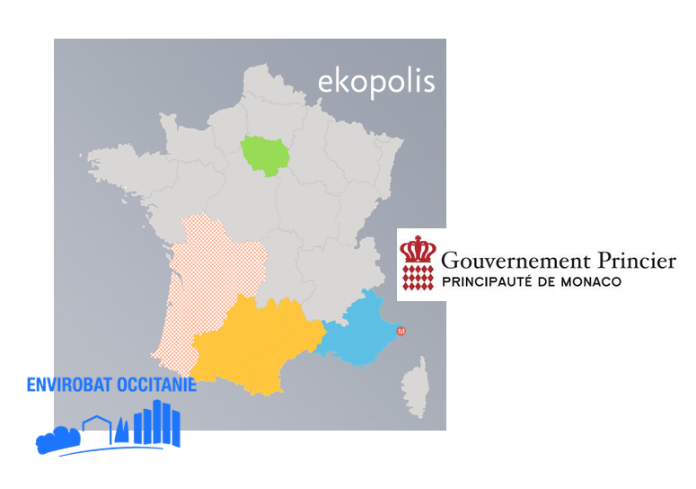 ekopolis
Gouvernement Princier
PRINCIPAUTÉ DE MONACO
M
ENVIROBAT OCCITANIE